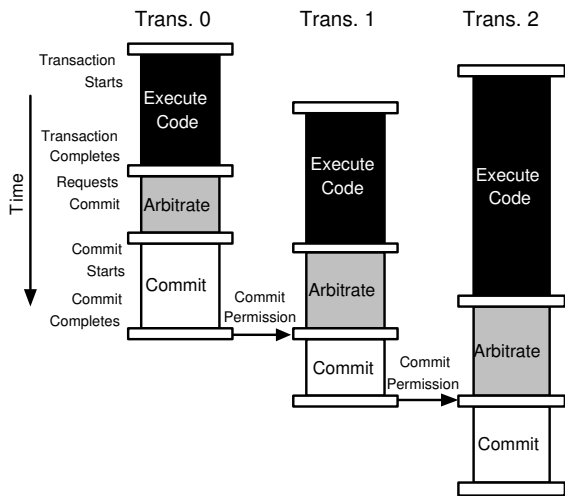 Trans. 0
Trans. 1
Trans. 2
Transaction
Starts
Execute
Code
Transaction
Completes
Requests
Commit
Arbitrate
Commit
Starts
Commit
Commit
Completes
Time
Commit
Permission
Execute
Code
Arbitrate
Commit
Commit
Permission
Execute
Code
Arbitrate
Commit